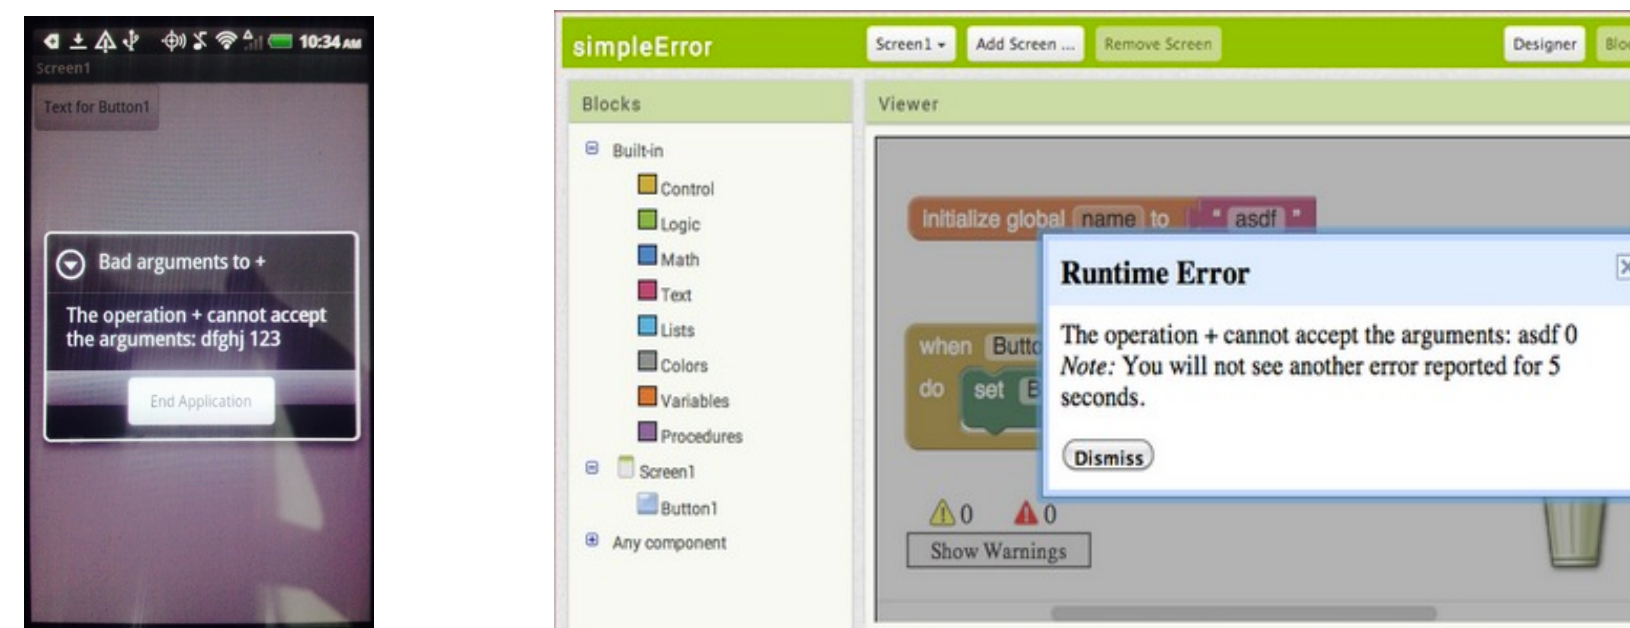 10:34 AM
Screen1
Text for Button1
Bad arguments to +
The operation + cannot accept
the arguments: dfghj 123
End Application
simpleError
Screen1
Add Screen ...
Remove Screen
Designer
Blo
Blocks
Viewer
Built-in
Control
Logic
Math
Text
Lists
Colors
Variables
Procedures
Screen1
Button1
Any component
initialize global name to " asdf "
when Butto
do set B
Runtime Error
The operation + cannot accept the arguments: asdf 0
Note: You will not see another error reported for 5
seconds.
Dismiss
0 0
Show Warnings